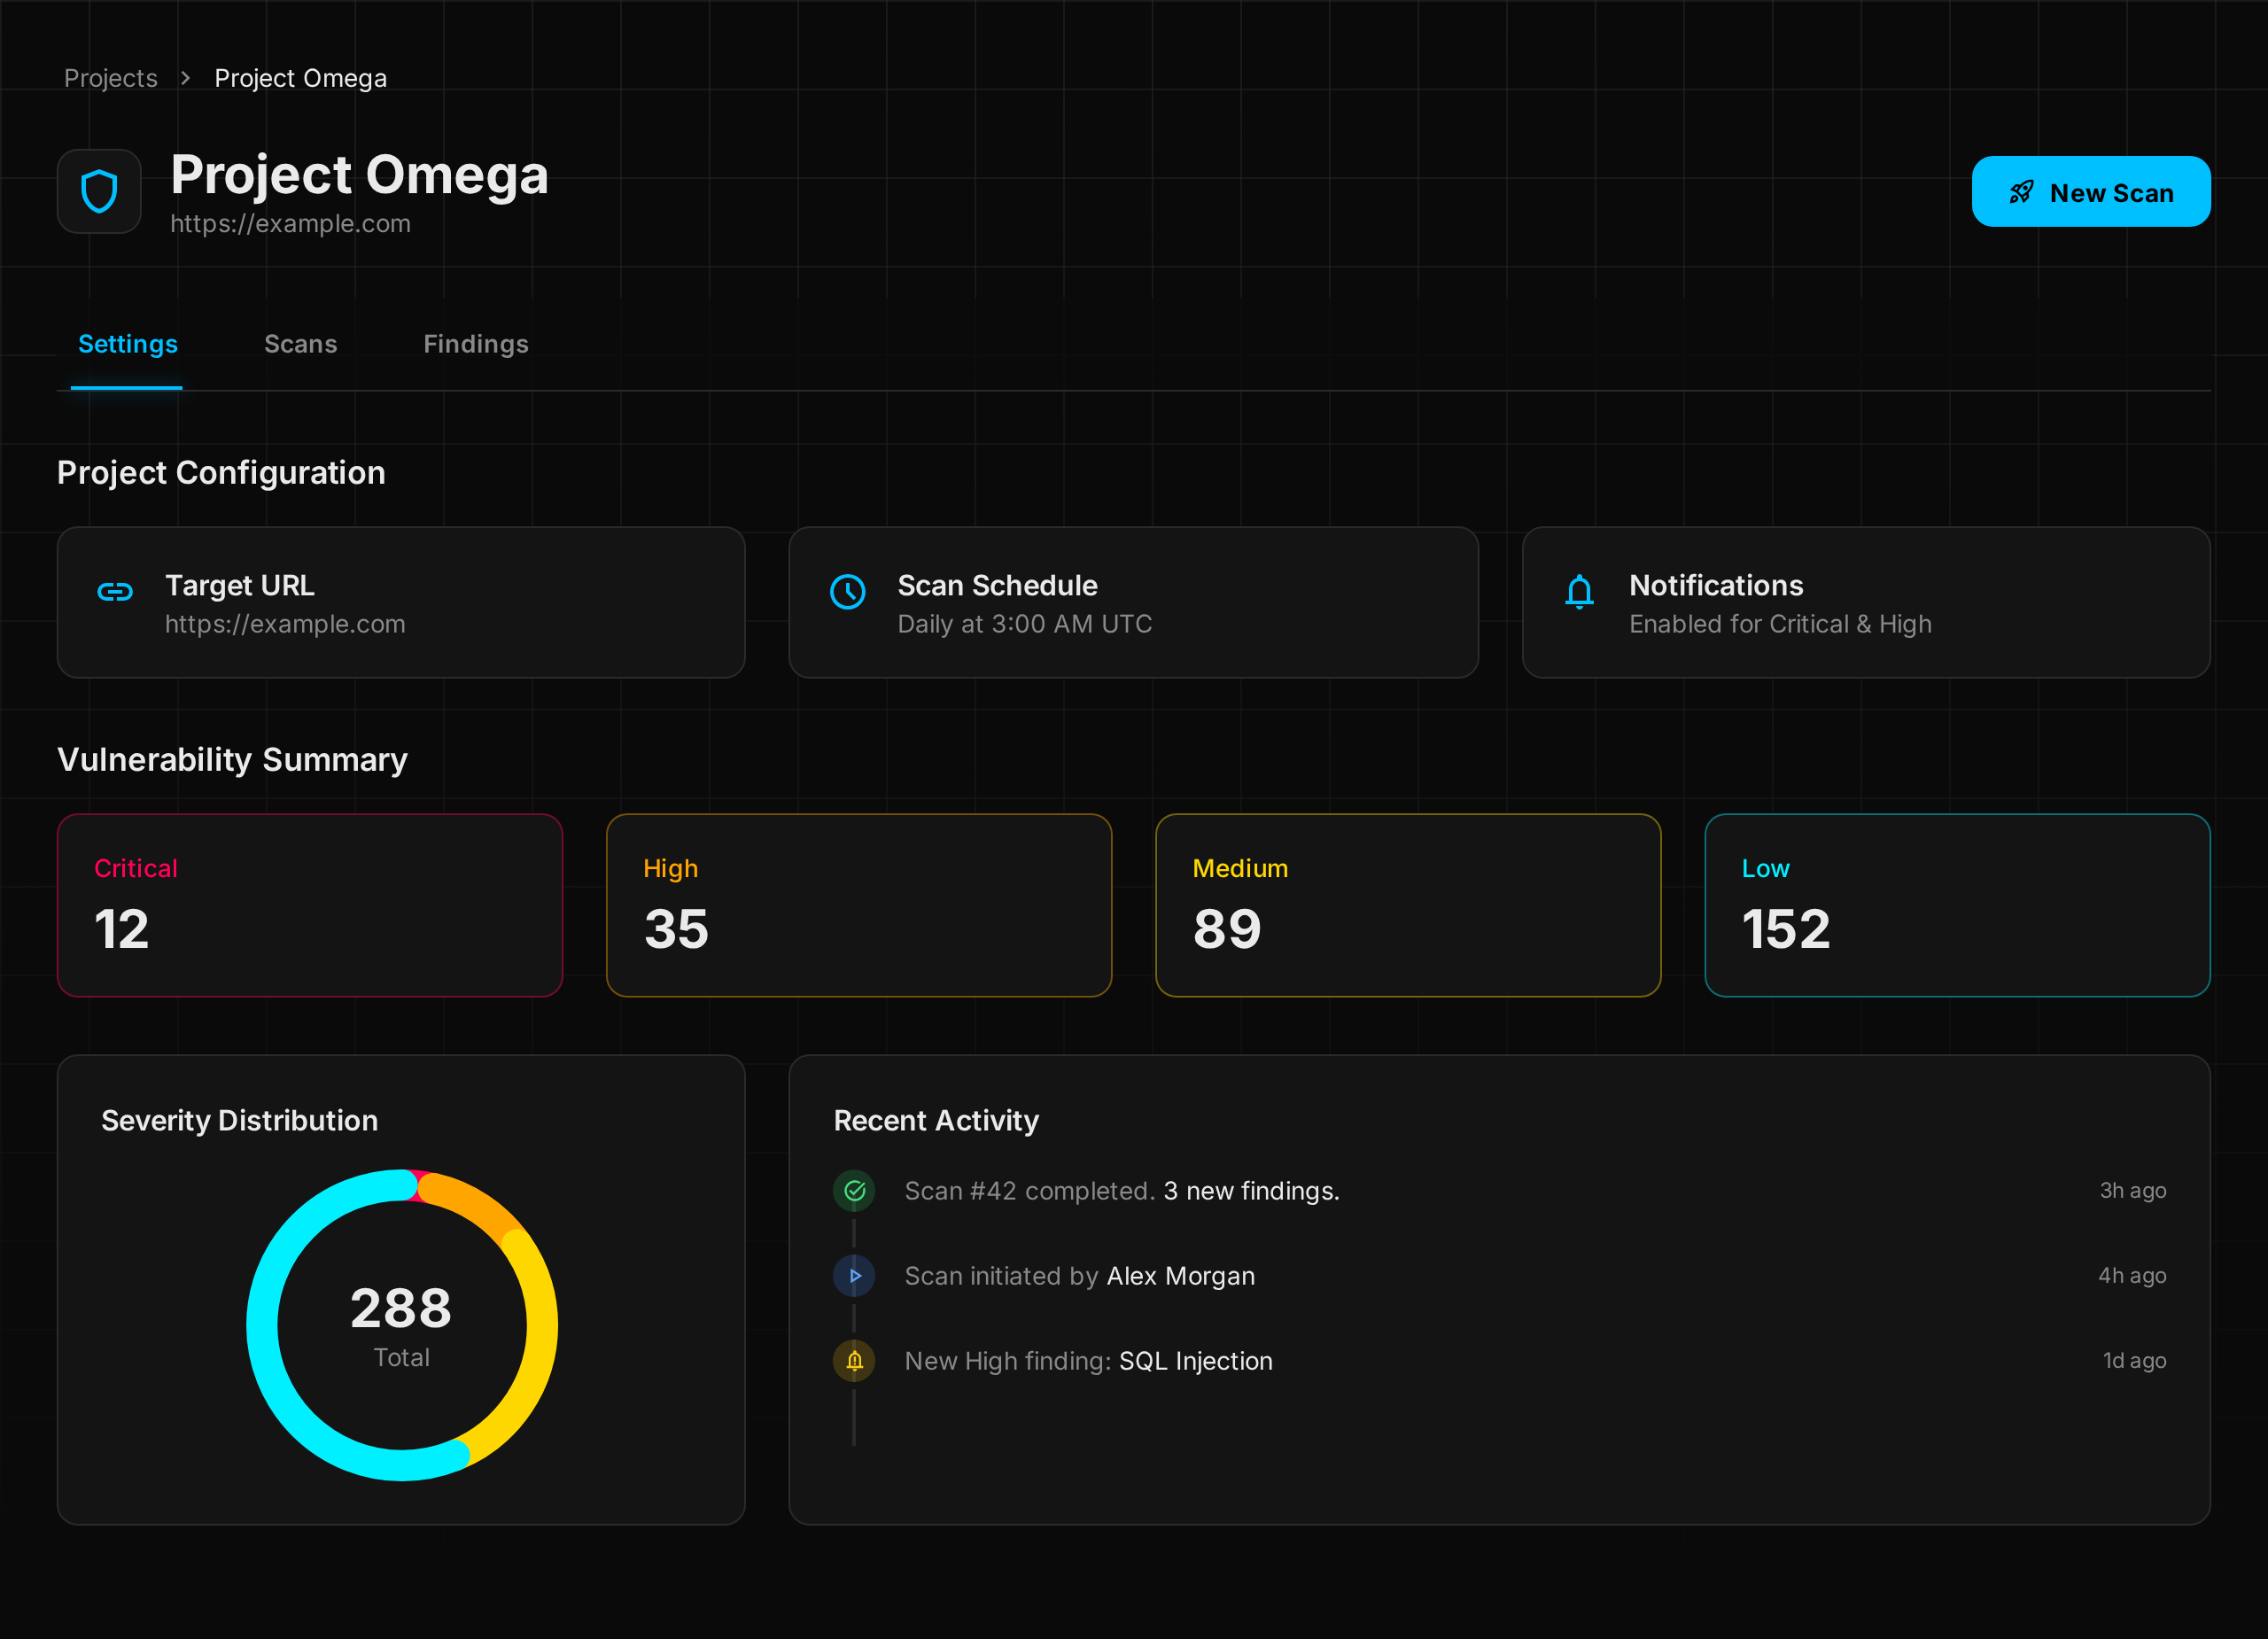 Projects > Project Omega
Project Omega
https://example.com
New Scan
Settings Scans Findings
Project Configuration
Target URL
https://example.com
Scan Schedule
Daily at 3:00 AM UTC
Notifications
Enabled for Critical & High
Vulnerability Summary
Critical
12
High
35
Medium
89
Low
152
Severity Distribution
288
Total
Recent Activity
Scan #42 completed. 3 new findings. 3h ago
Scan initiated by Alex Morgan 4h ago
New High finding: SQL Injection 1d ago